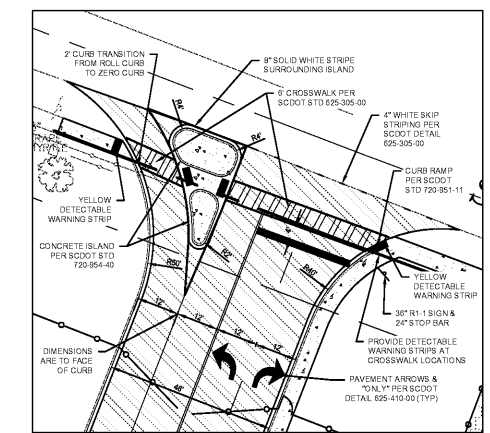 2' CURB TRANSITION
FROM ROLL CURB
TO ZERO CURB
8" SOLID WHITE STRIPE
SURROUNDING ISLAND
6' CROSSWALK PER
SCDOT STD 625-305-00
4" WHITE SKIP
STRIPING PER
SCDOT DETAIL
625-305-00
CURB RAMP
PER SCDOT
STD 720-951-11
R4'
R4'
YELLOW
DETECTABLE
WARNING STRIP
CONCRETE ISLAND
PER SCDOT STD
720-954-40
R2'
R50'
R40'
YELLOW
DETECTABLE
WARNING STRIP
36" R1-1 SIGN &
24" STOP BAR
PROVIDE DETECTABLE
WARNING STRIPS AT
CROSSWALK LOCATIONS
12'
12'
12'
12'
DIMENSIONS
ARE TO FACE
OF CURB
48'
PAVEMENT ARROWS &
"ONLY" PER SCDOT
DETAIL 625-410-00 (TYP)